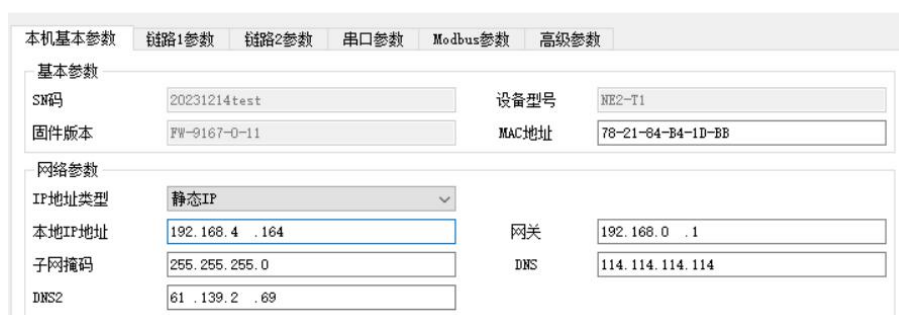 本机基本参数 链路1参数 链路2参数 串口参数 Modbus参数 高级参数
基本参数
SN码 20231214test 设备型号 NE2-T1
固件版本 FW-9167-0-11 MAC地址 78-21-84-B4-1D-BB
网络参数
IP地址类型 静态IP
本地IP地址 192.168.4 .164 网关 192.168.0 .1
子网掩码 255.255.255.0 DNS 114.114.114.114
DNS2 61 .139.2 .69